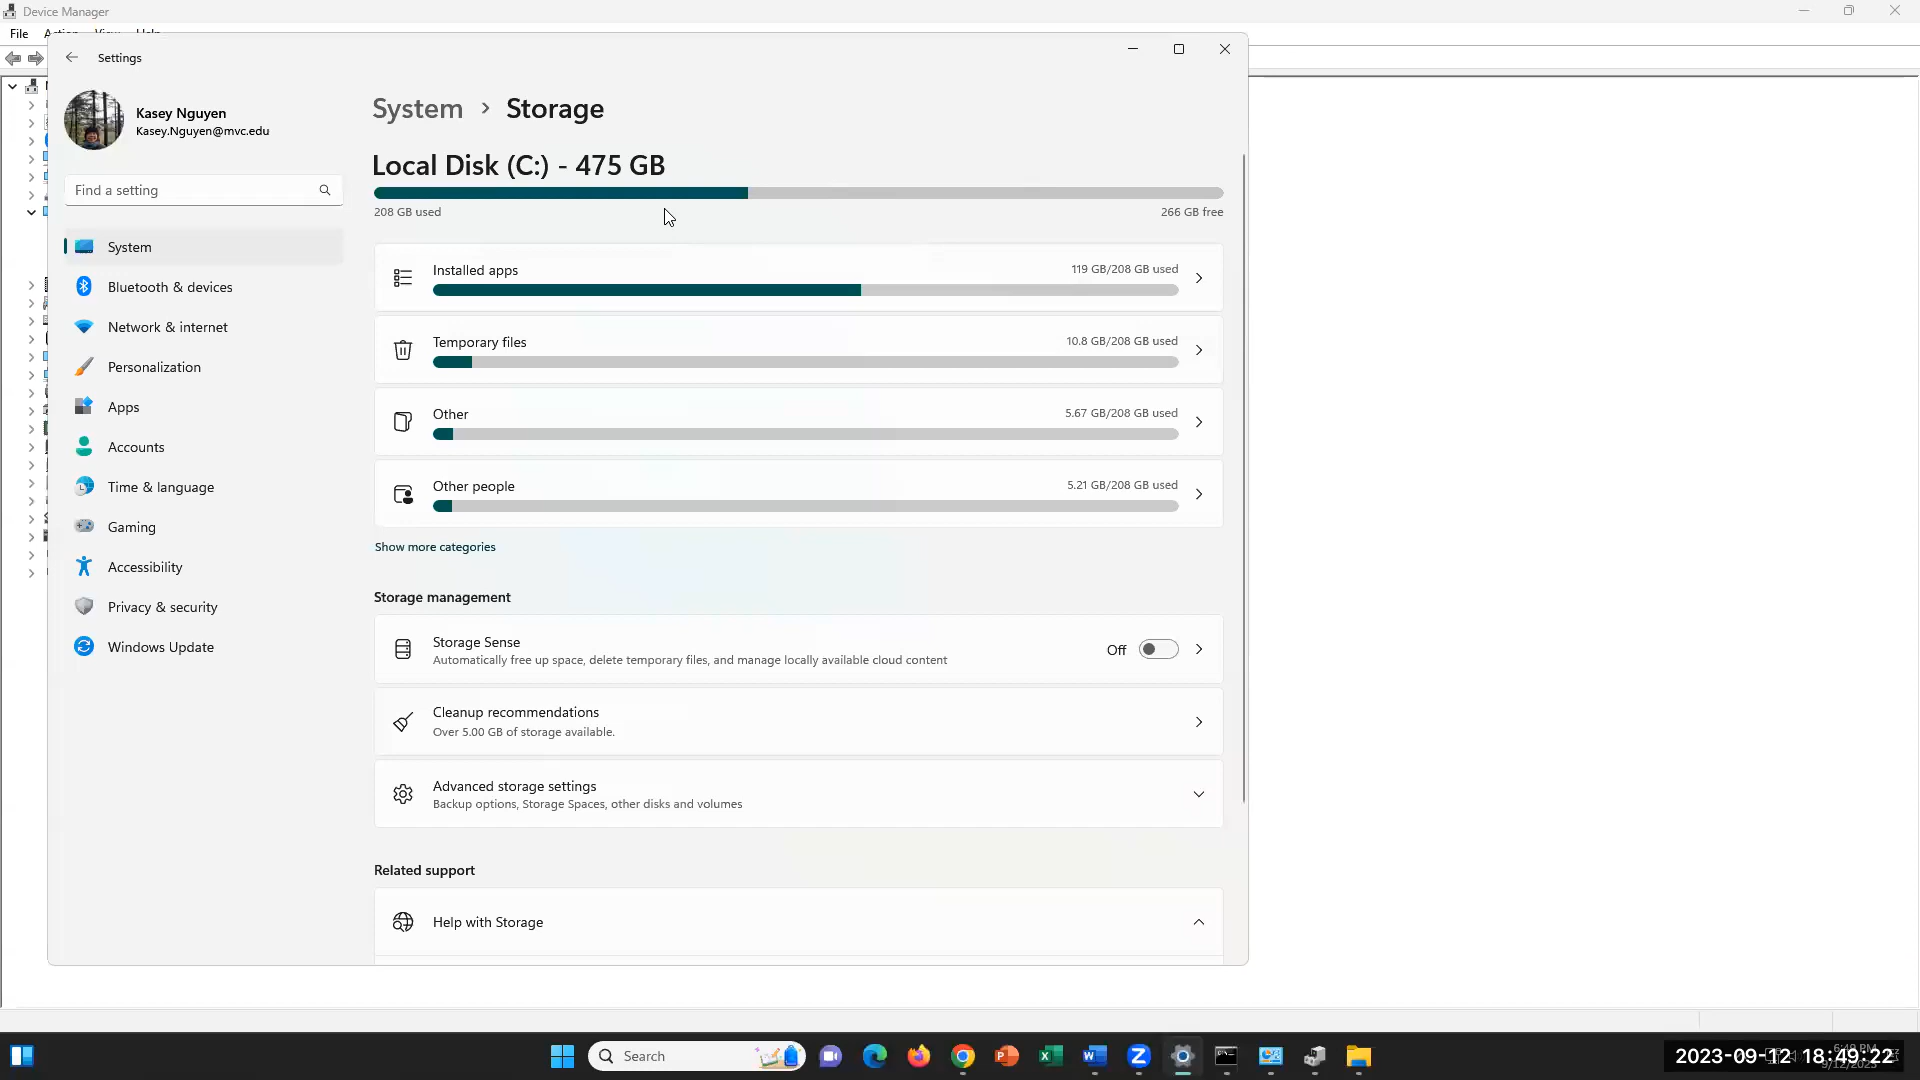 Device Manager
File
Settings
Kasey Nguyen
Kasey.Nguyen@mvc.edu
Find a setting
System
Bluetooth & devices
Network & internet
Personalization
Apps
Accounts
Time & language
Gaming
Accessibility
Privacy & security
Windows Update
System > Storage
Local Disk (C:) - 475 GB
208 GB used
266 GB free
Installed apps
119 GB/208 GB used
Temporary files
10.8 GB/208 GB used
Other
5.67 GB/208 GB used
Other people
5.21 GB/208 GB used
Show more categories
Storage management
Storage Sense
Automatically free up space, delete temporary files, and manage locally available cloud content
Off
Cleanup recommendations
Over 5.00 GB of storage available.
Advanced storage settings
Backup options, Storage Spaces, other disks and volumes
Related support
Help with Storage
Search
2023-09-12 18:49:22